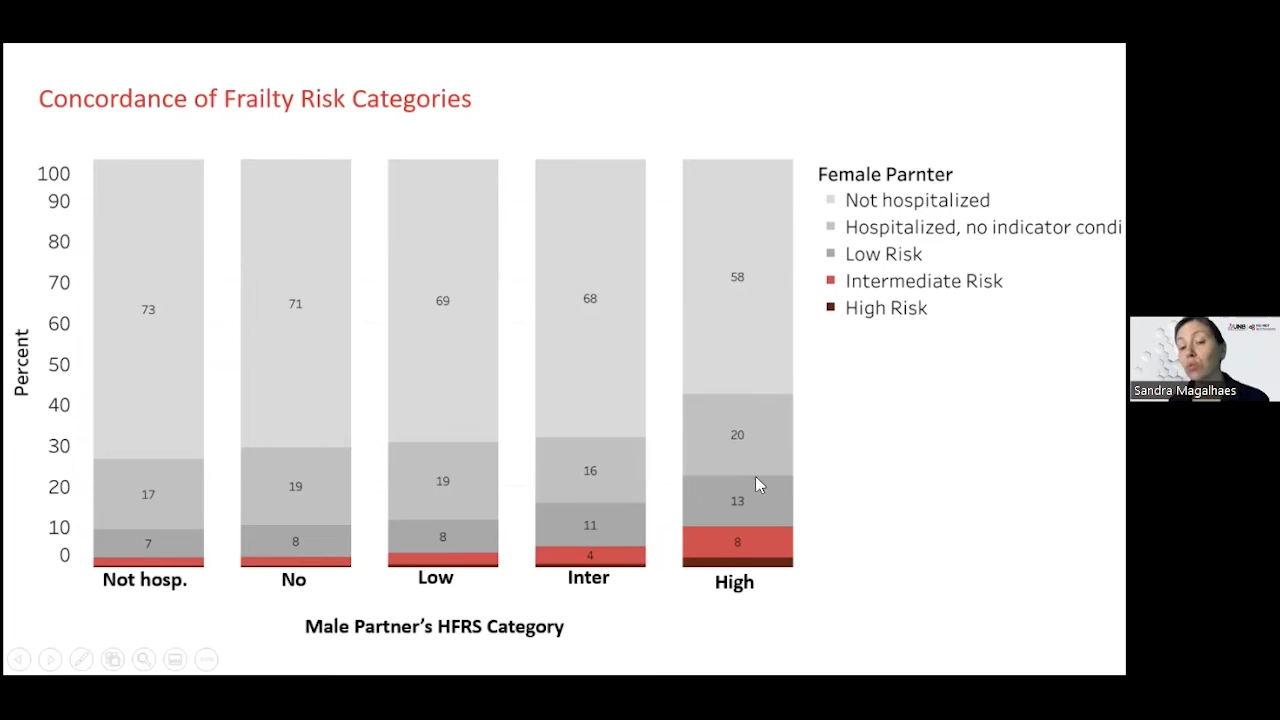 Concordance of Frailty Risk Categories
100
90
80
70
60
50
40
30
20
10
0
Percent
73
17
7
71
19
8
69
19
8
68
16
11
4
58
20
13
8
Not hosp.
No
Low
Inter
High
Male Partner's HFRS Category
Female Parnter
Not hospitalized
Hospitalized, no indicator condi
Low Risk
Intermediate Risk
High Risk
UNB
Sandra Magalhaes